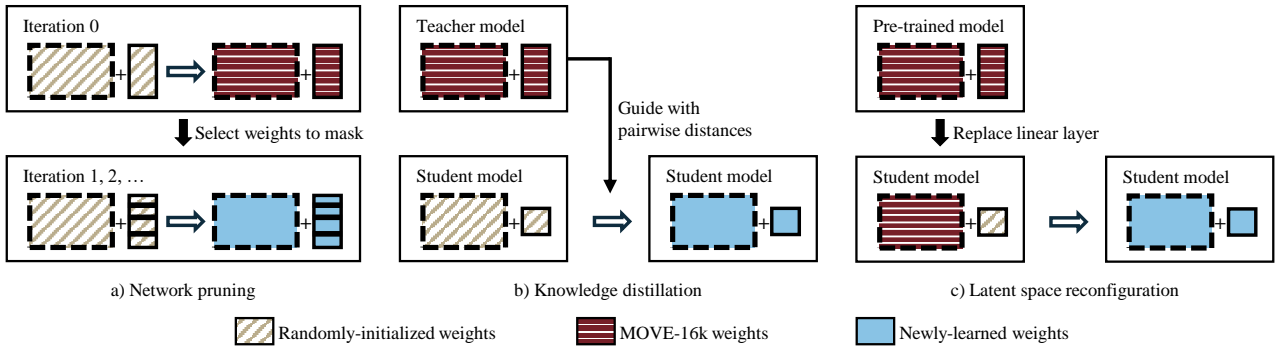 Iteration 0
+
+
Select weights to mask
Iteration 1, 2, …
+
+
a) Network pruning
Teacher model
+
Guide with
pairwise distances
Student model
+
Student model
+
b) Knowledge distillation
Pre-trained model
+
Replace linear layer
Student model
+
Student model
+
c) Latent space reconfiguration
Randomly-initialized weights
MOVE-16k weights
Newly-learned weights